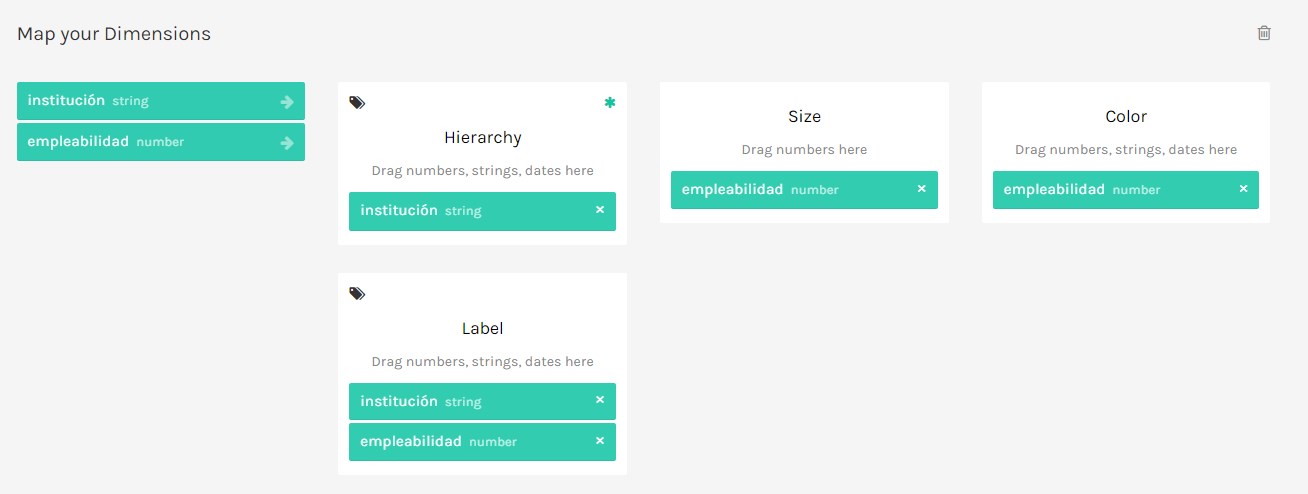 Map your Dimensions
institución string
empleabilidad number
Hierarchy
Drag numbers, strings, dates here
institución string
Size
Drag numbers here
empleabilidad number
Color
Drag numbers, strings, dates here
empleabilidad number
Label
Drag numbers, strings, dates here
institución string
empleabilidad number